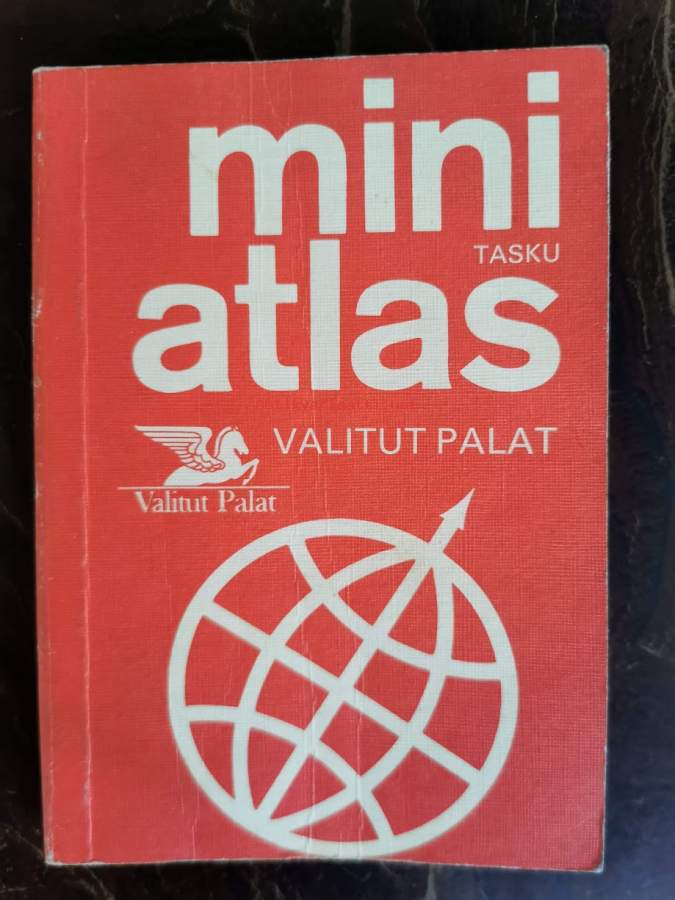 mini
TASKU
atlas
VALITUT PALAT
Valitut Palat